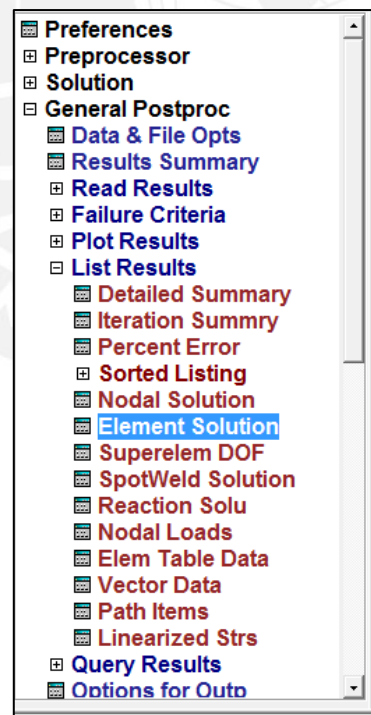 Preferences
Preprocessor
Solution
General Postproc
Data & File Opts
Results Summary
Read Results
Failure Criteria
Plot Results
List Results
Detailed Summary
Iteration Summry
Percent Error
Sorted Listing
Nodal Solution
Element Solution
Superelem DOF
SpotWeld Solution
Reaction Solu
Nodal Loads
Elem Table Data
Vector Data
Path Items
Linearized Strs
Query Results
Options for Outp